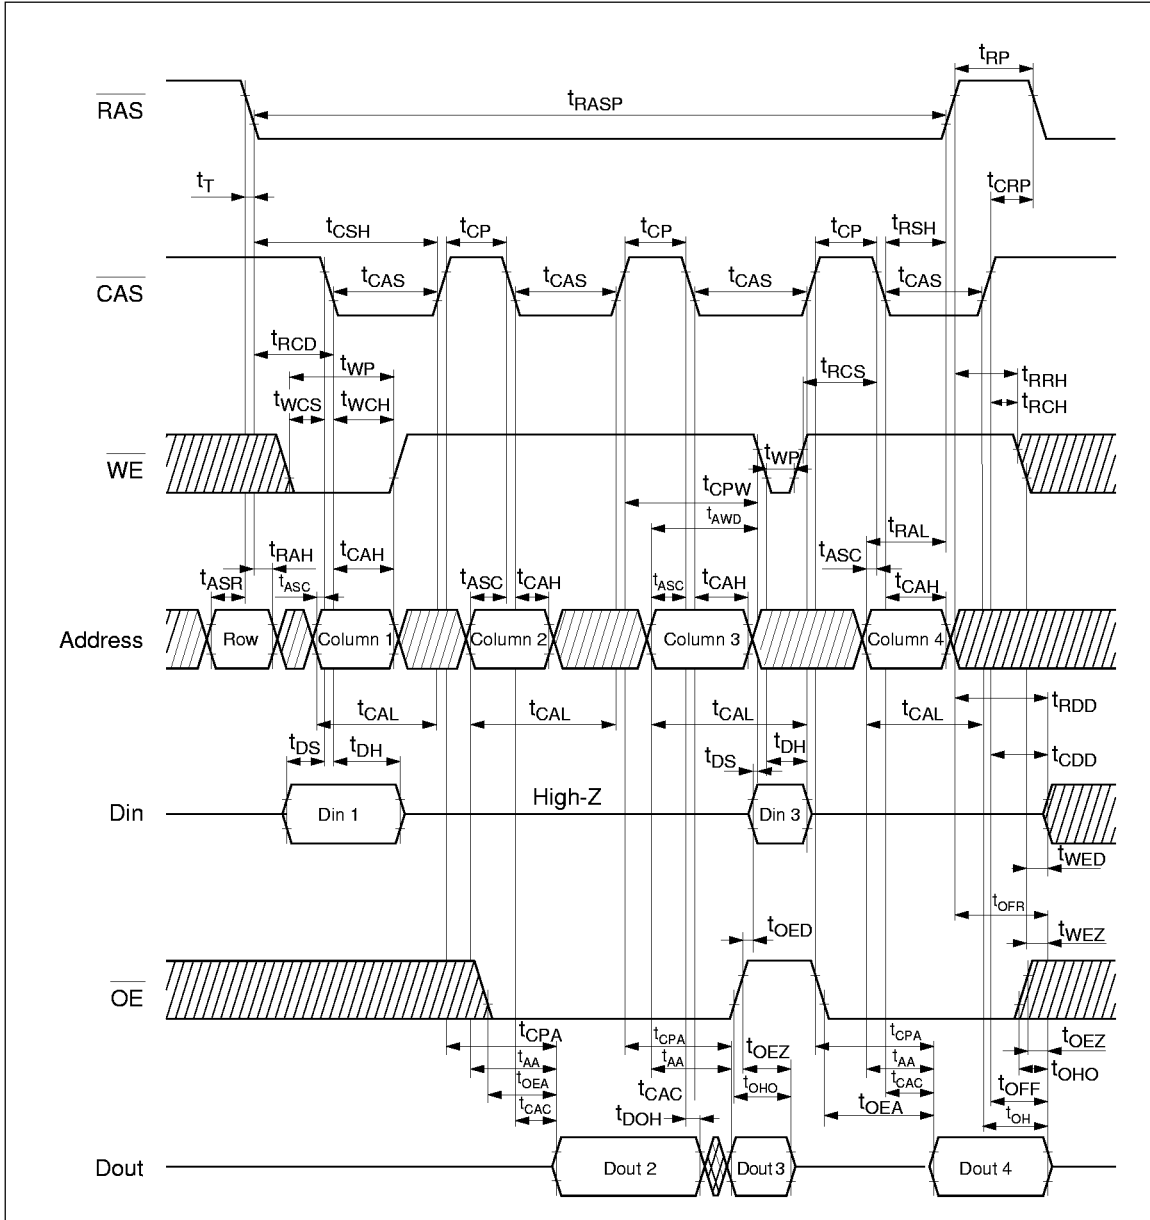 tRP
RAS
tRASP
tT
tCRP
tCSH tCP tCP tCP tRSH
CAS
tCAS tCAS tCAS tCAS
tRCD
tWP tRCS tRRH
tWCS tWCH tRCH
WE
tWP
tCPW
tAWD
tRAL
tRAH tCAH tASC
tASR tASC tASC tCAH tASC tCAH tCAH
Address Row Column 1 Column 2 Column 3 Column 4
tRDD
tCAL tCAL tCAL tCAL
tDS tDH tDS tDH tCDD
Din Din 1 High-Z Din 3
tWED
tOFR
tOED tWEZ
OE
tCPA tCPA tOEZ tCPA tOEZ
tAA tAA tAA tOHO
tOEA tCAC tOHO tCAC tOFF
tCAC tDOH tOEA tOH
Dout Dout 2 Dout 3 Dout 4